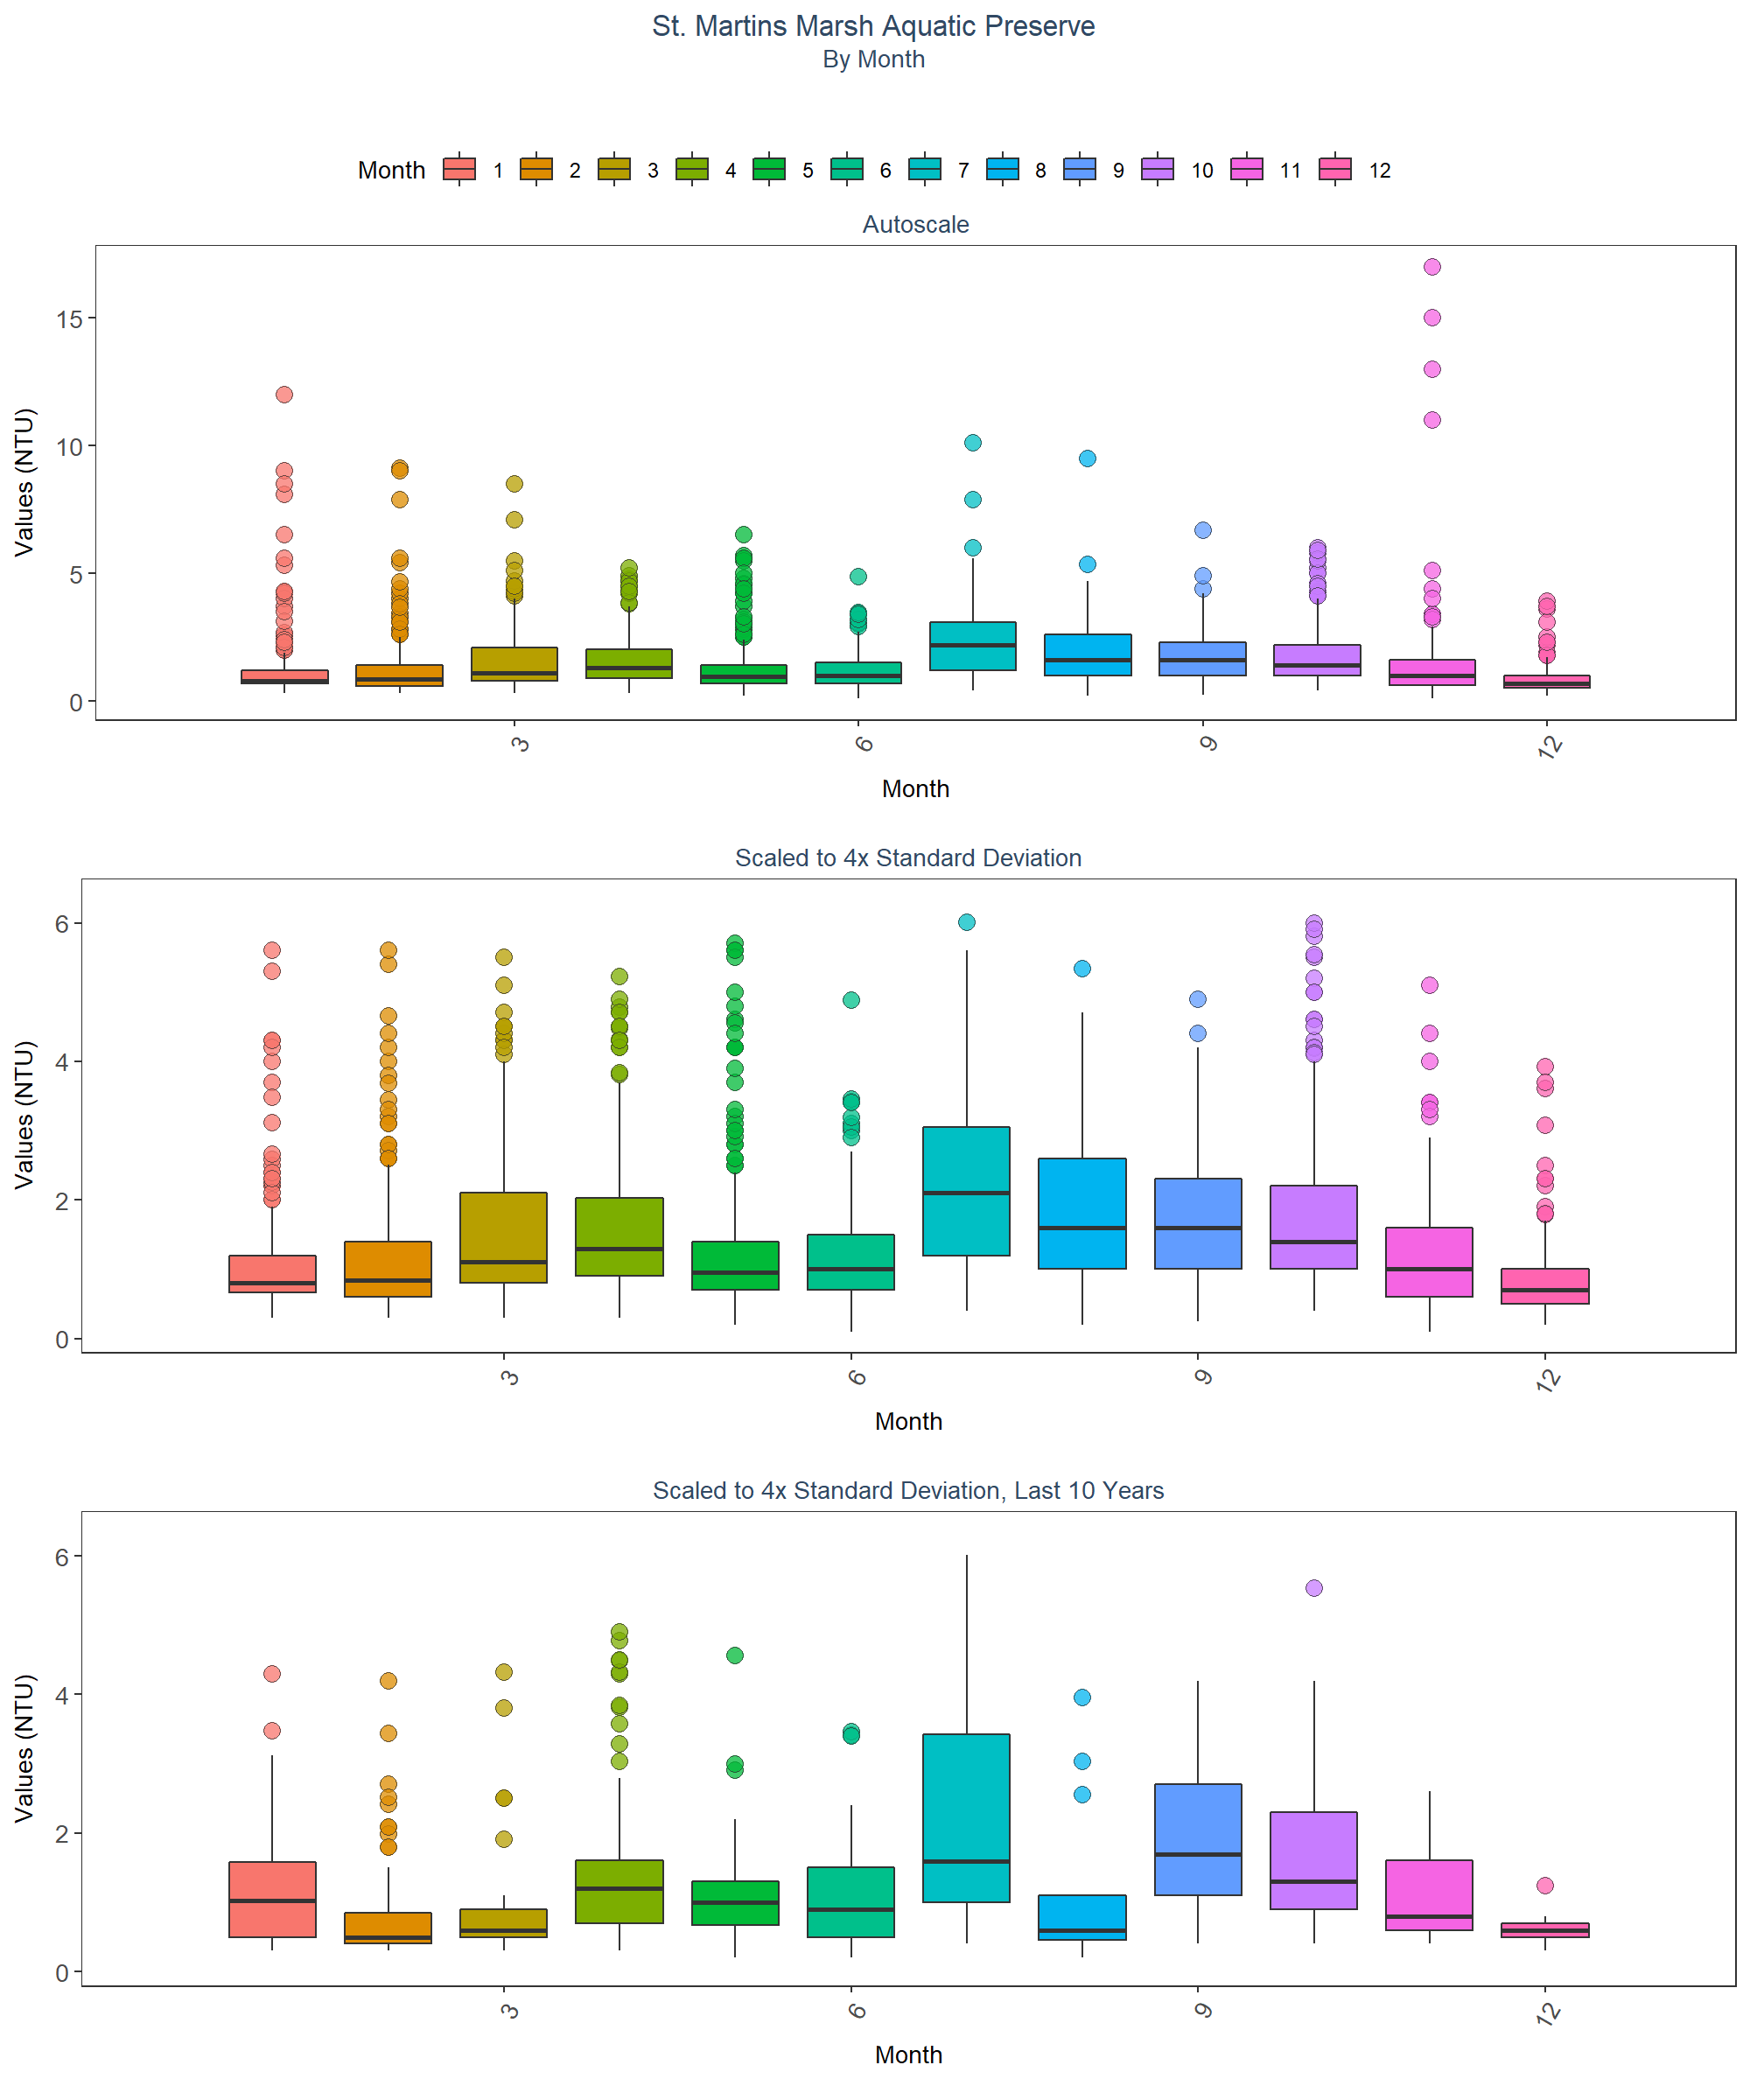 St. Martins Marsh Aquatic Preserve
By Month
Month 1 2 3 4 5 6 7 8 9 10 11 12
Autoscale
Values (NTU)
15
10
5
0
3 6 9 12
Month
Scaled to 4x Standard Deviation
Values (NTU)
6
4
2
0
3 6 9 12
Month
Scaled to 4x Standard Deviation, Last 10 Years
Values (NTU)
6
4
2
0
3 6 9 12
Month